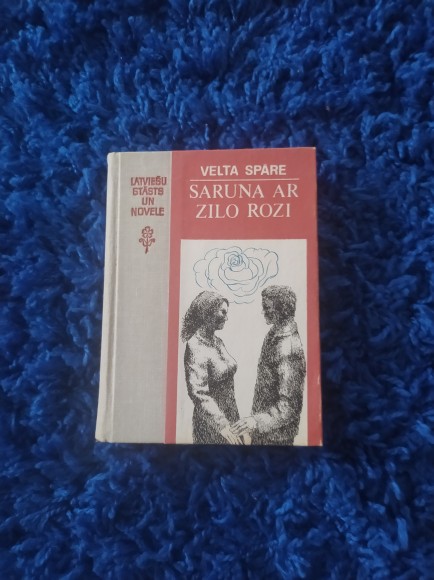 LATVIEŠU
STĀSTS
UN
NOVELE
VELTA SPĀRE
SARUNA AR
ZILO ROZI